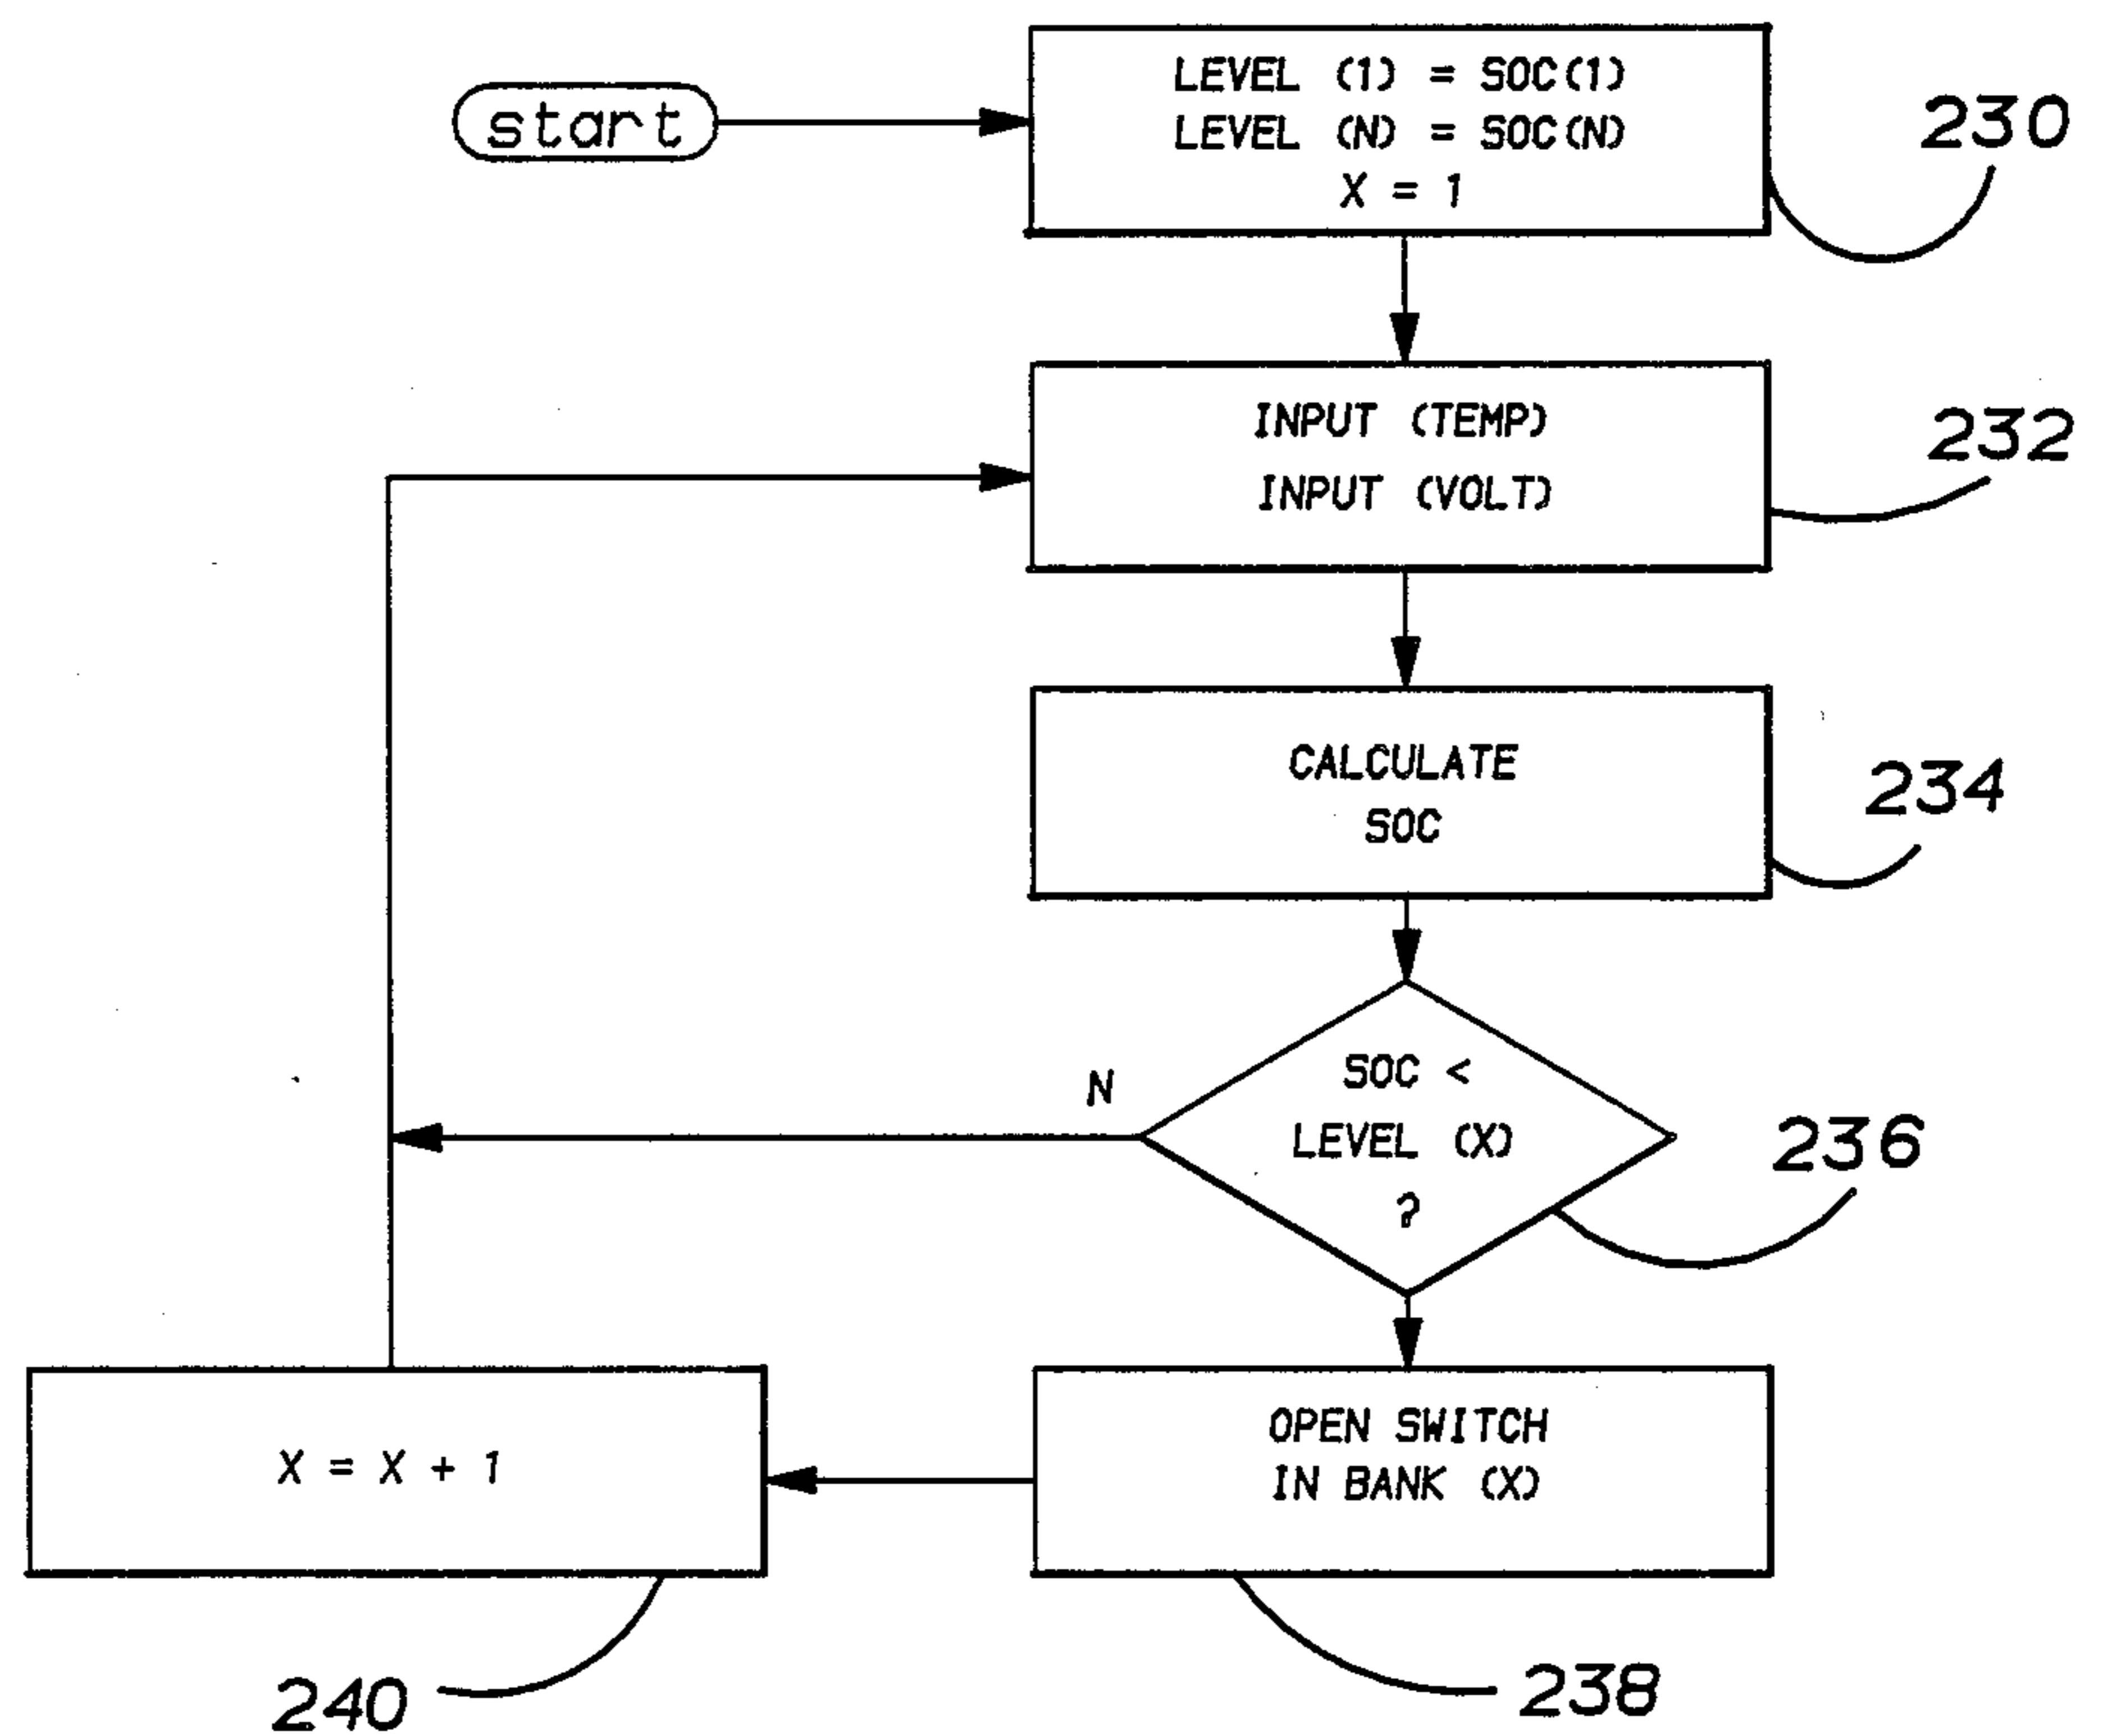 start
LEVEL (1) = SOC(1)
LEVEL (N) = SOC(N)
X = 1
230
INPUT (TEMP)
INPUT (VOLT)
232
CALCULATE
SOC
234
SOC <
LEVEL (X)
?
N
236
OPEN SWITCH
IN BANK (X)
238
X = X + 1
240